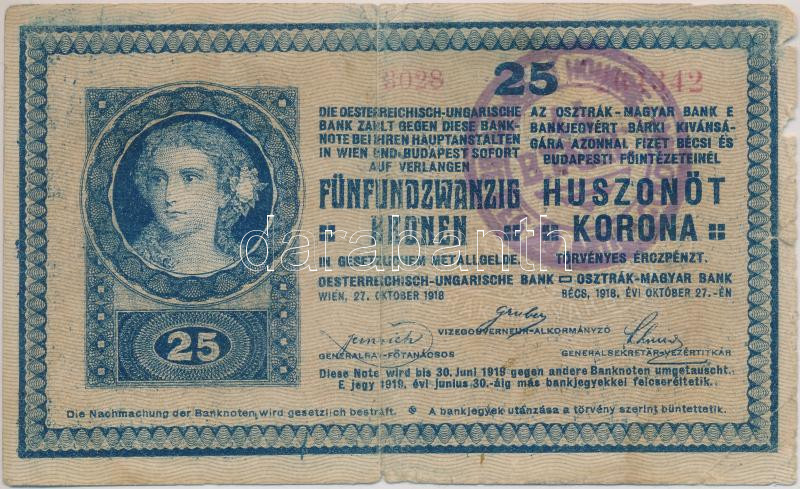 3028
25
DIE OESTERREICHISCH-UNGARISCHE
BANK ZAHLT GEGEN DIESE BANK-
NOTE BEI IHREN HAUPTANSTALTEN
IN WIEN UND BUDAPEST SOFORT
AUF VERLANGEN
FÜNFUNDZWANZIG
KRONEN
IN GESETZLICHEM METALLGELDE.
OESTERREICHISCH-UNGARISCHE BANK
WIEN, 27. OKTOBER 1918
AZ OSZTRÁK-MAGYAR BANK E
BANKJEGYÉRT BÁRKI KIVÁNSÁ-
GÁRA AZONNAL FIZET BÉCSI ÉS
BUDAPESTI FŐINTÉZETEINÉL
HUSZONÖT
KORONA
TÖRVÉNYES ÉRCZPÉNZT.
OSZTRÁK-MAGYAR BANK
BÉCS, 1918. ÉVI OKTÓBER 27.-ÉN
darabanth
Gruber
VIZEGOUVERNEUR-ALKORMÁNYZÓ
GENERALRAT-FŐTANÁCSOS
GENERALSEKRETÄR-VEZÉRTITKÁR
25
Diese Note wird bis 30. Juni 1919 gegen andere Banknoten umgetauscht.
E jegy 1919. évi junius 30.-áig más bankjegyekkel felcseréltetik.
Die Nachmachung der Banknoten wird gesetzlich bestraft. ⊛ A bankjegyek utánzása a törvény szerint büntettetik.